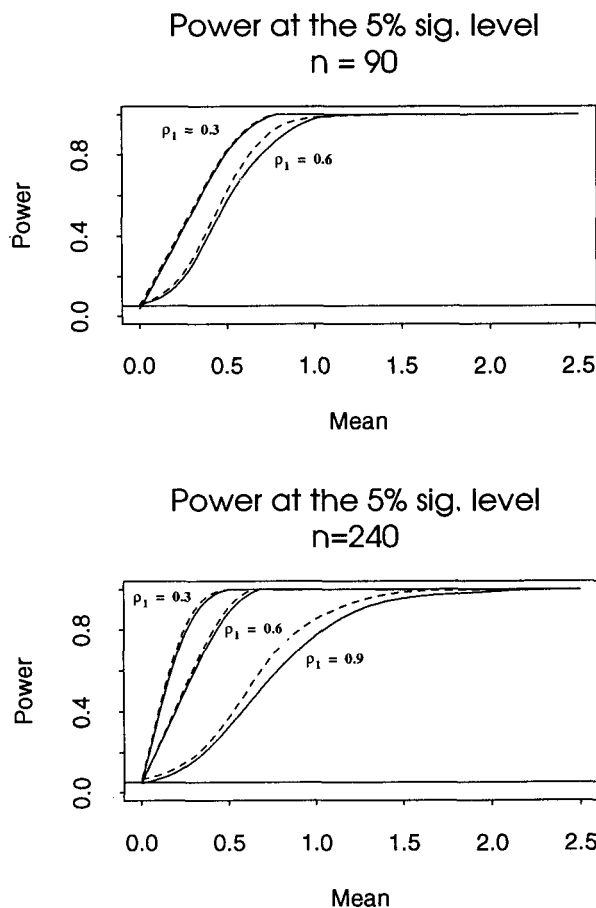 Power at the 5% sig. level
n = 90
Power
0.8
0.4
0.0
ρ1 ≈ 0.3
ρ1 = 0.6
0.0 0.5 1.0 1.5 2.0 2.5
Mean
Power at the 5% sig. level
n=240
Power
0.8
0.4
0.0
ρ1 = 0.3
ρ1 = 0.6
ρ1 = 0.9
0.0 0.5 1.0 1.5 2.0 2.5
Mean